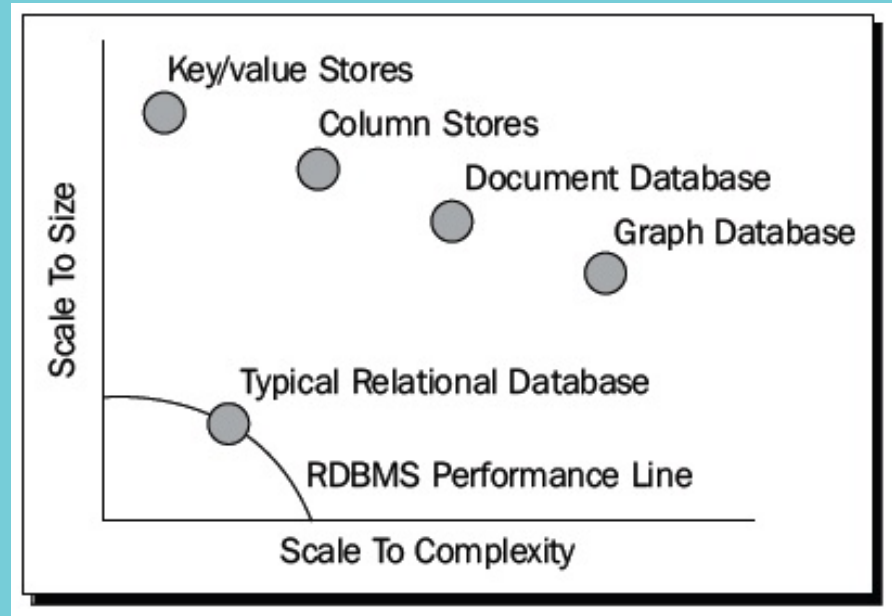 Key/value Stores
Column Stores
Document Database
Graph Database
Scale To Size
Typical Relational Database
RDBMS Performance Line
Scale To Complexity